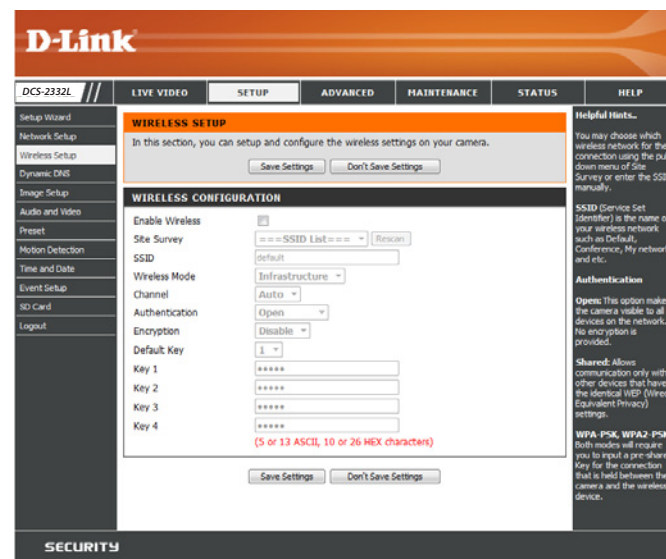 D-Link
DCS-2332L
LIVE VIDEO
SETUP
ADVANCED
MAINTENANCE
STATUS
HELP
Setup Wizard
Network Setup
Wireless Setup
Dynamic DNS
Image Setup
Audio and Video
Preset
Motion Detection
Time and Date
Event Setup
SD Card
Logout
WIRELESS SETUP
In this section, you can setup and configure the wireless settings on your camera.
Save Settings
Don't Save Settings
WIRELESS CONFIGURATION
Enable Wireless
Site Survey
===SSID List===
Rescan
SSID
default
Wireless Mode
Infrastructure
Channel
Auto
Authentication
Open
Encryption
Disable
Default Key
1
Key 1
*****
Key 2
*****
Key 3
*****
Key 4
*****
(5 or 13 ASCII, 10 or 26 HEX characters)
Save Settings
Don't Save Settings
Helpful Hints..
You may choose which
wireless network for the
connection using the pul
down menu of Site
Survey or enter the SSI
manually.
SSID (Service Set
Identifier) is the name o
your wireless network
such as Default,
Conference, My networ
and etc.
Authentication
Open: This option make
the camera visible to all
devices on the network.
No encryption is
provided.
Shared: Allows
communication only with
other devices that have
the identical WEP (Wired
Equivalent Privacy)
settings.
WPA-PSK, WPA2-PSK
Both modes will require
you to input a pre-share
Key for the connection
that is held between the
camera and the wireless
device.
SECURITY